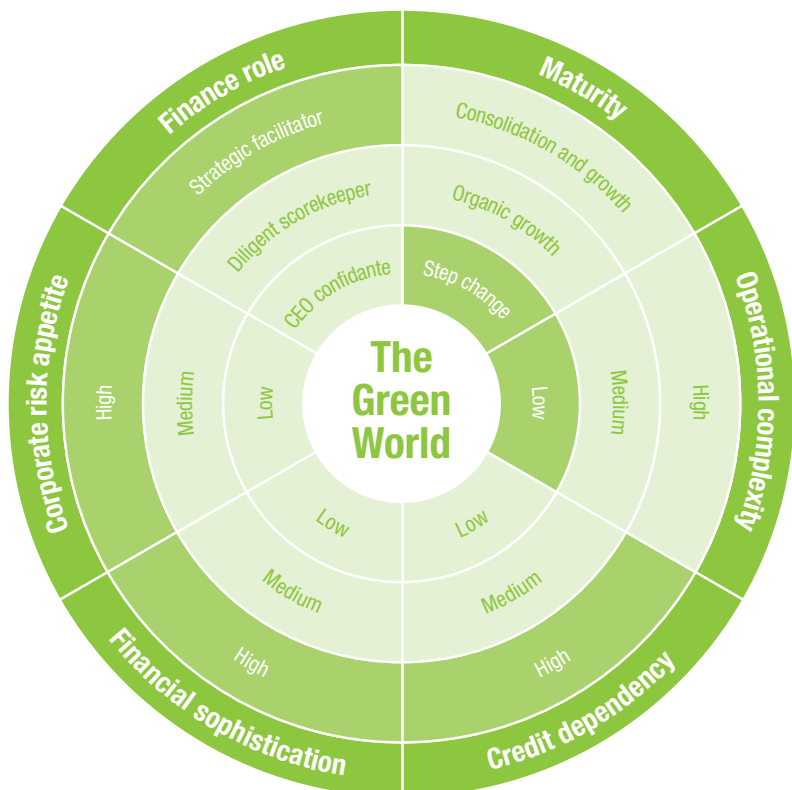 Finance role
Strategic facilitator
Diligent scorekeeper
CEO confidante
Maturity
Consolidation and growth
Organic growth
Step change
Operational complexity
High
Medium
Low
Credit dependency
High
Medium
Low
Financial sophistication
High
Medium
Low
Corporate risk appetite
High
Medium
Low
The
Green
World